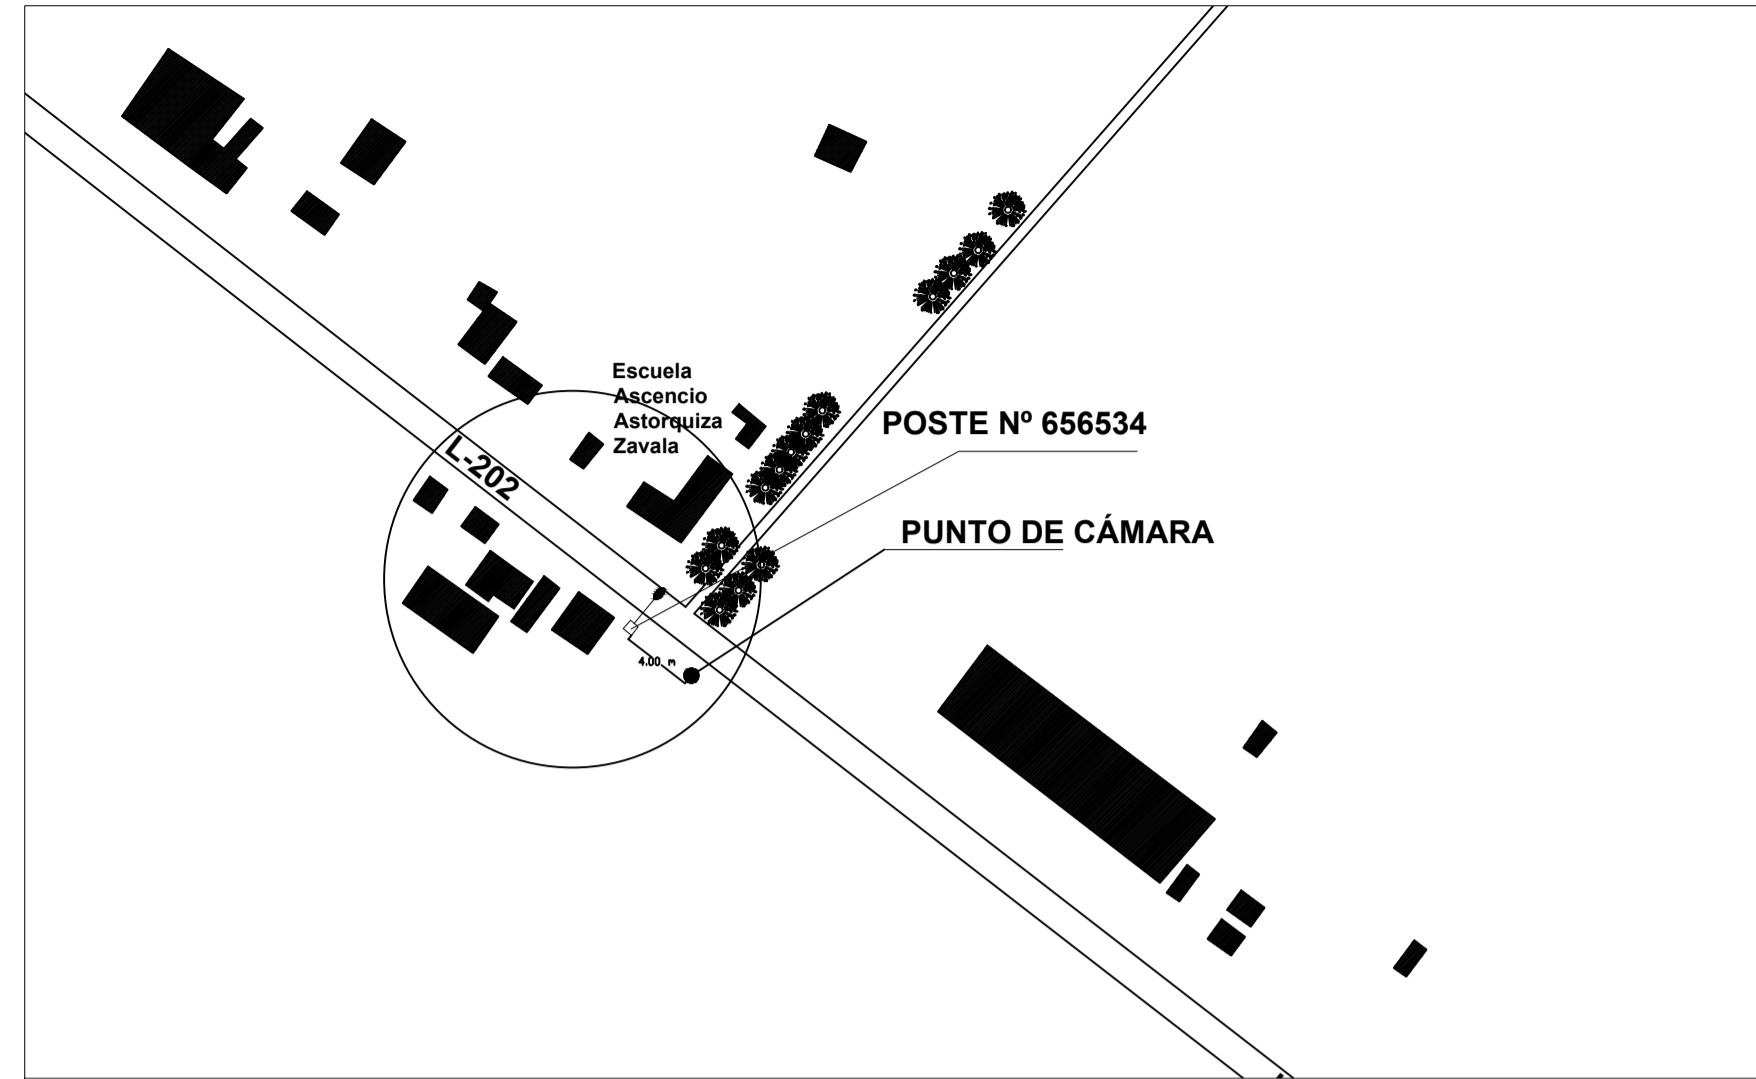 Escuela
Ascencio
Astorquiza
Zavala
POSTE Nº 656534
L-202
PUNTO DE CÁMARA
4.00 m